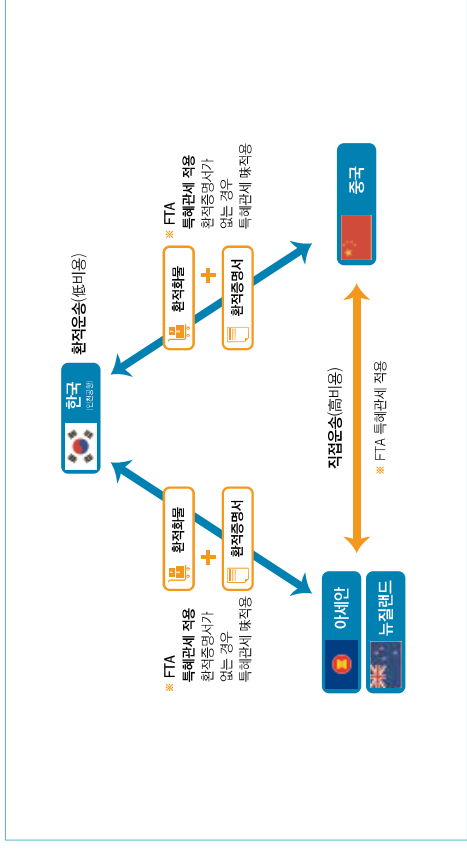 한국
(인천공항)
환적운송(低비용)
※ FTA
특혜관세 적용
환적증명서가
없는 경우
특혜관세 味적용
환적화물
+
환적증명서
※ FTA
특혜관세 적용
환적증명서가
없는 경우
특혜관세 味적용
환적화물
+
환적증명서
아세안
뉴질랜드
직접운송(高비용)
※ FTA 특혜관세 적용
중국